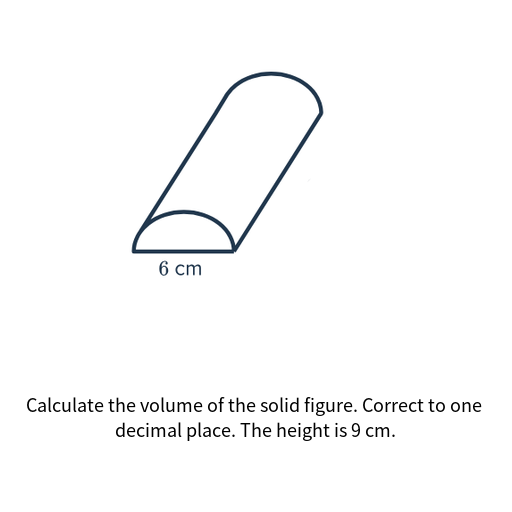 6 cm
Calculate the volume of the solid figure. Correct to one
decimal place. The height is 9 cm.